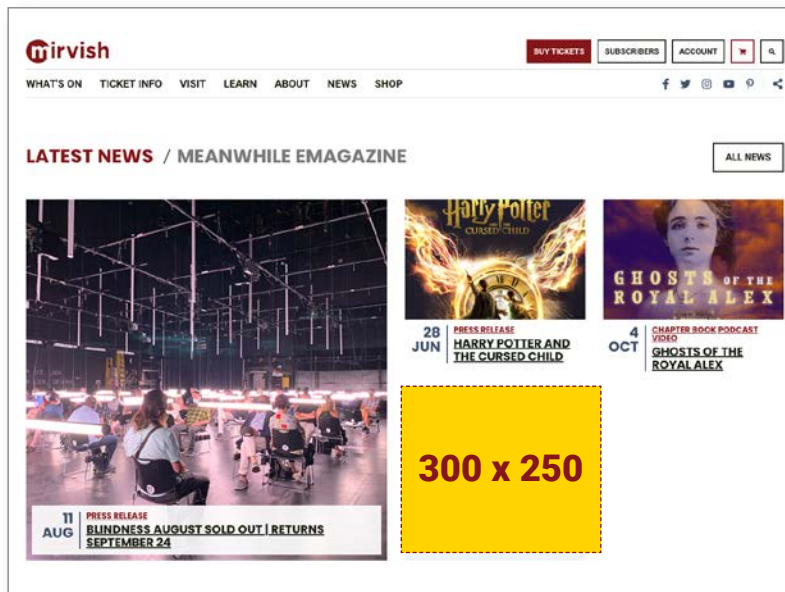 mirvish
BUY TICKETS
SUBSCRIBERS
ACCOUNT
WHAT'S ON
TICKET INFO
VISIT
LEARN
ABOUT
NEWS
SHOP
LATEST NEWS / MEANWHILE EMAGAZINE
ALL NEWS
11
AUG
PRESS RELEASE
BLINDNESS AUGUST SOLD OUT | RETURNS
SEPTEMBER 24
Harry Potter
AND THE
CURSED CHILD
28
JUN
PRESS RELEASE
HARRY POTTER AND
THE CURSED CHILD
GHOSTS OF THE
ROYAL ALEX
4
OCT
CHAPTER BOOK PODCAST
VIDEO
GHOSTS OF THE
ROYAL ALEX
300 x 250